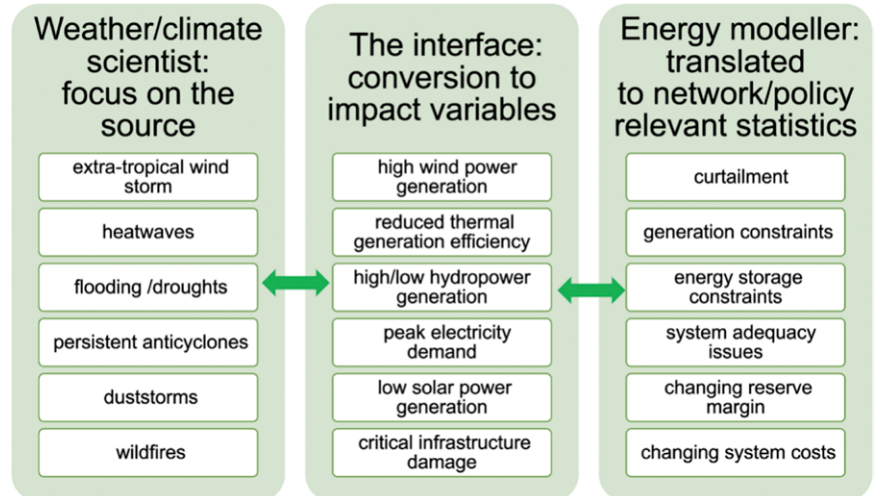 Weather/climate
scientist:
focus on the
source
extra-tropical wind
storm
heatwaves
flooding /droughts
persistent anticyclones
duststorms
wildfires
The interface:
conversion to
impact variables
high wind power
generation
reduced thermal
generation efficiency
high/low hydropower
generation
peak electricity
demand
low solar power
generation
critical infrastructure
damage
Energy modeller:
translated
to network/policy
relevant statistics
curtailment
generation constraints
energy storage
constraints
system adequacy
issues
changing reserve
margin
changing system costs